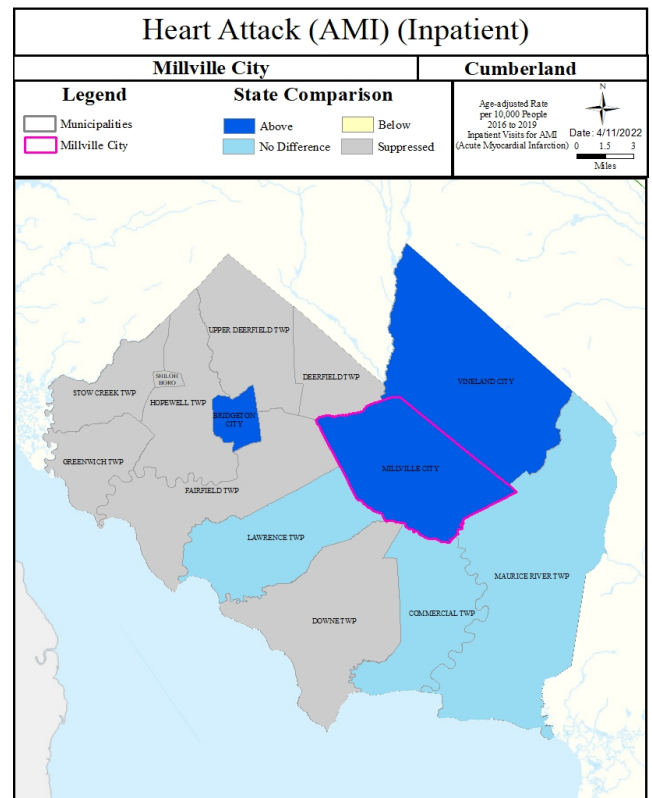 Heart Attack (AMI) (Inpatient)
Millville City
Cumberland
Legend
Municipalities
Millville City
State Comparison
Above
Below
No Difference
Suppressed
Age-adjusted Rate
per 10,000 People
2016 to 2019
Inpatient Visits for AMI
(Acute Myocardial Infarction)
N
Date: 4/11/2022
0 1.5 3
Miles
UPPER DEERFIELD TWP
DEERFIELD TWP
VINELAND CITY
SHILOH
BORO
STOW CREEK TWP
HOPEWELL TWP
BRIDGETON
CITY
GREENWICH TWP
MILLVILLE CITY
FAIRFIELD TWP
LAWRENCE TWP
MAURICE RIVER TWP
COMMERCIAL TWP
DOWNE TWP